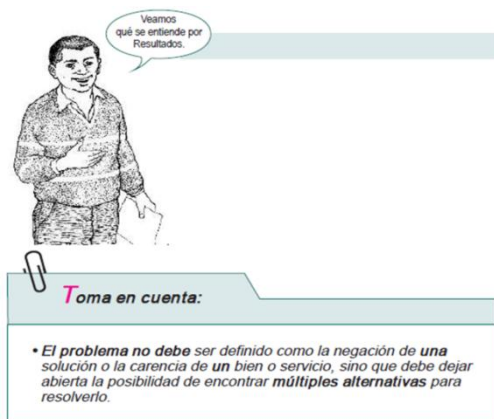 Veamos
qué se entiende por
Resultados.
Toma en cuenta:
• El problema no debe ser definido como la negación de una
solución o la carencia de un bien o servicio, sino que debe dejar
abierta la posibilidad de encontrar múltiples alternativas para
resolverlo.